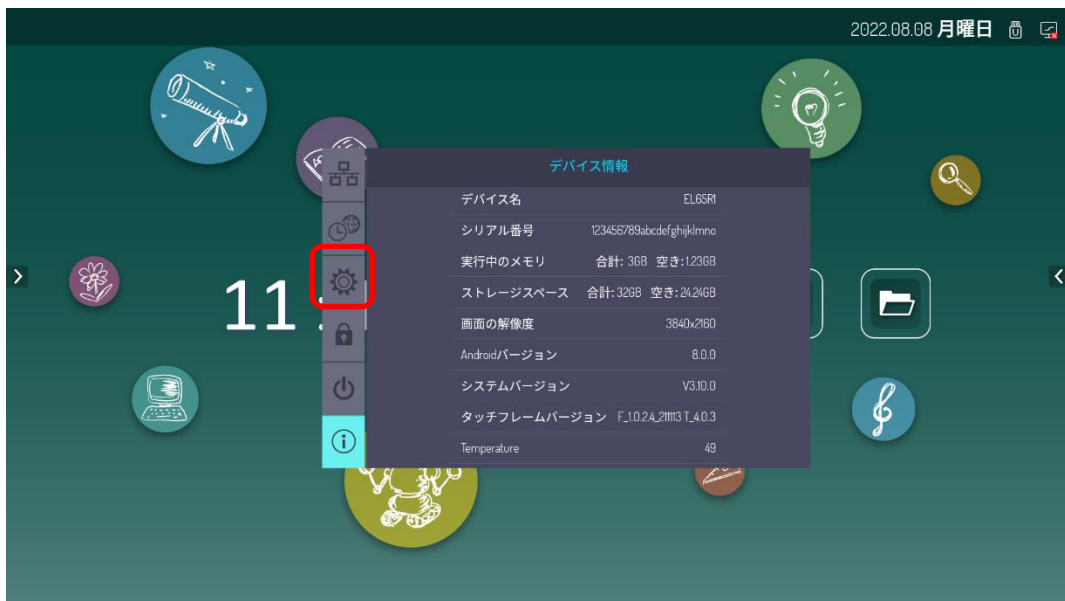 2022.08.08 月曜日
デバイス情報
デバイス名 EL65R1
シリアル番号 123456789abcdefghijklmno
実行中のメモリ 合計: 3GB 空き:1.23GB
ストレージスペース 合計: 32GB 空き: 24.24GB
11:
画面の解像度 3840x2160
Androidバージョン 8.0.0
システムバージョン V3.10.0
タッチフレームバージョン F_1.0.2.4_211113 T_4.0.3
Temperature 49